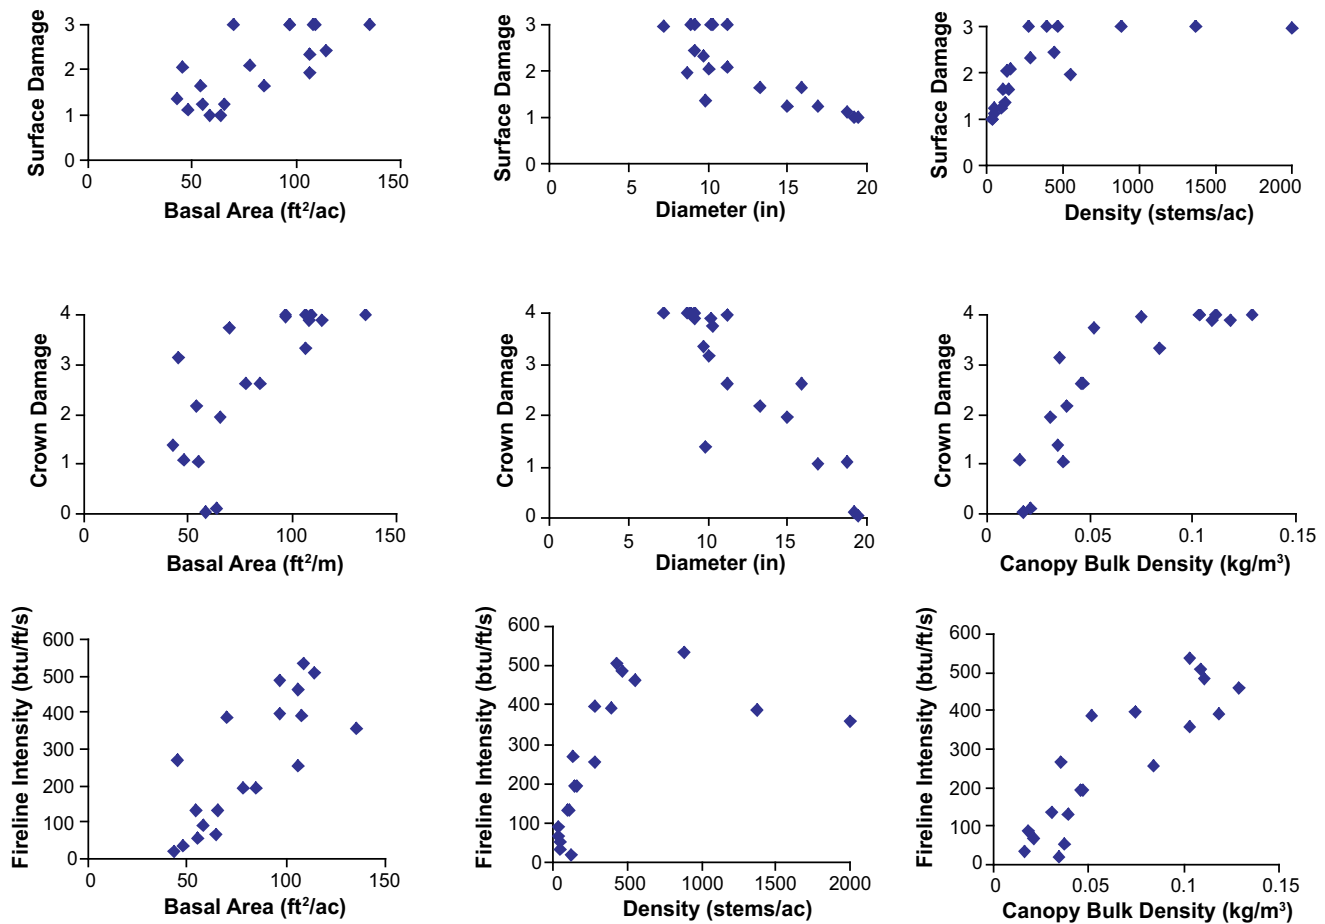 Surface Damage
3
2
1
0
0 50 100 150
Basal Area (ft²/ac)
Surface Damage
3
2
1
0
0 5 10 15 20
Diameter (in)
Surface Damage
3
2
1
0
0 500 1000 1500 2000
Density (stems/ac)
Crown Damage
4
3
2
1
0
0 50 100 150
Basal Area (ft²/m)
Crown Damage
4
3
2
1
0
0 5 10 15 20
Diameter (in)
Crown Damage
4
3
2
1
0
0 0.05 0.1 0.15
Canopy Bulk Density (kg/m³)
Fireline Intensity (btu/ft/s)
600
500
400
300
200
100
0
0 50 100 150
Basal Area (ft²/ac)
Fireline Intensity (btu/ft/s)
600
500
400
300
200
100
0
0 500 1000 1500 2000
Density (stems/ac)
Fireline Intensity (btu/ft/s)
600
500
400
300
200
100
0
0 0.05 0.1 0.15
Canopy Bulk Density (kg/m³)